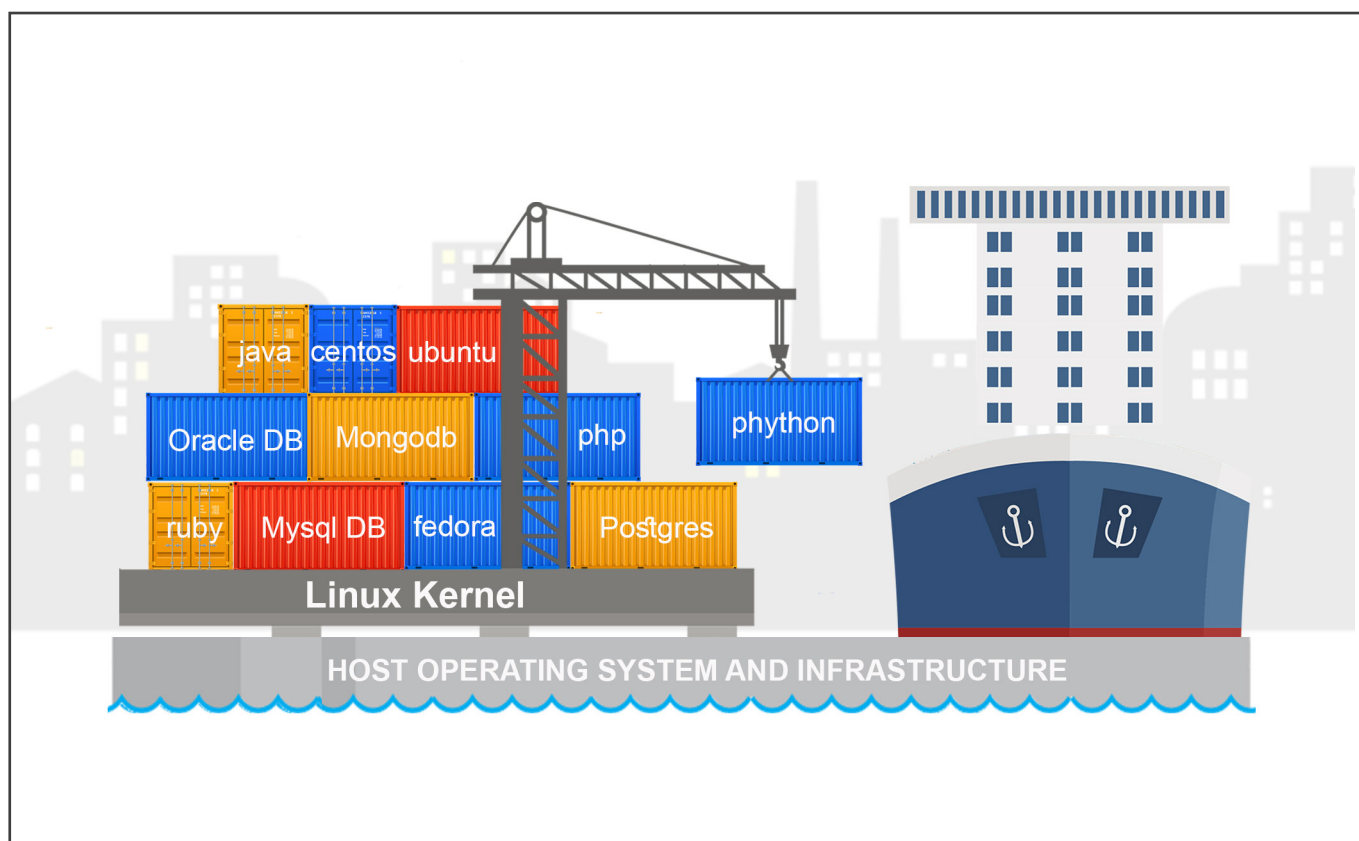 java
centos
ubuntu
Oracle DB
Mongodb
php
phython
ruby
Mysql DB
fedora
Postgres
Linux Kernel
HOST OPERATING SYSTEM AND INFRASTRUCTURE